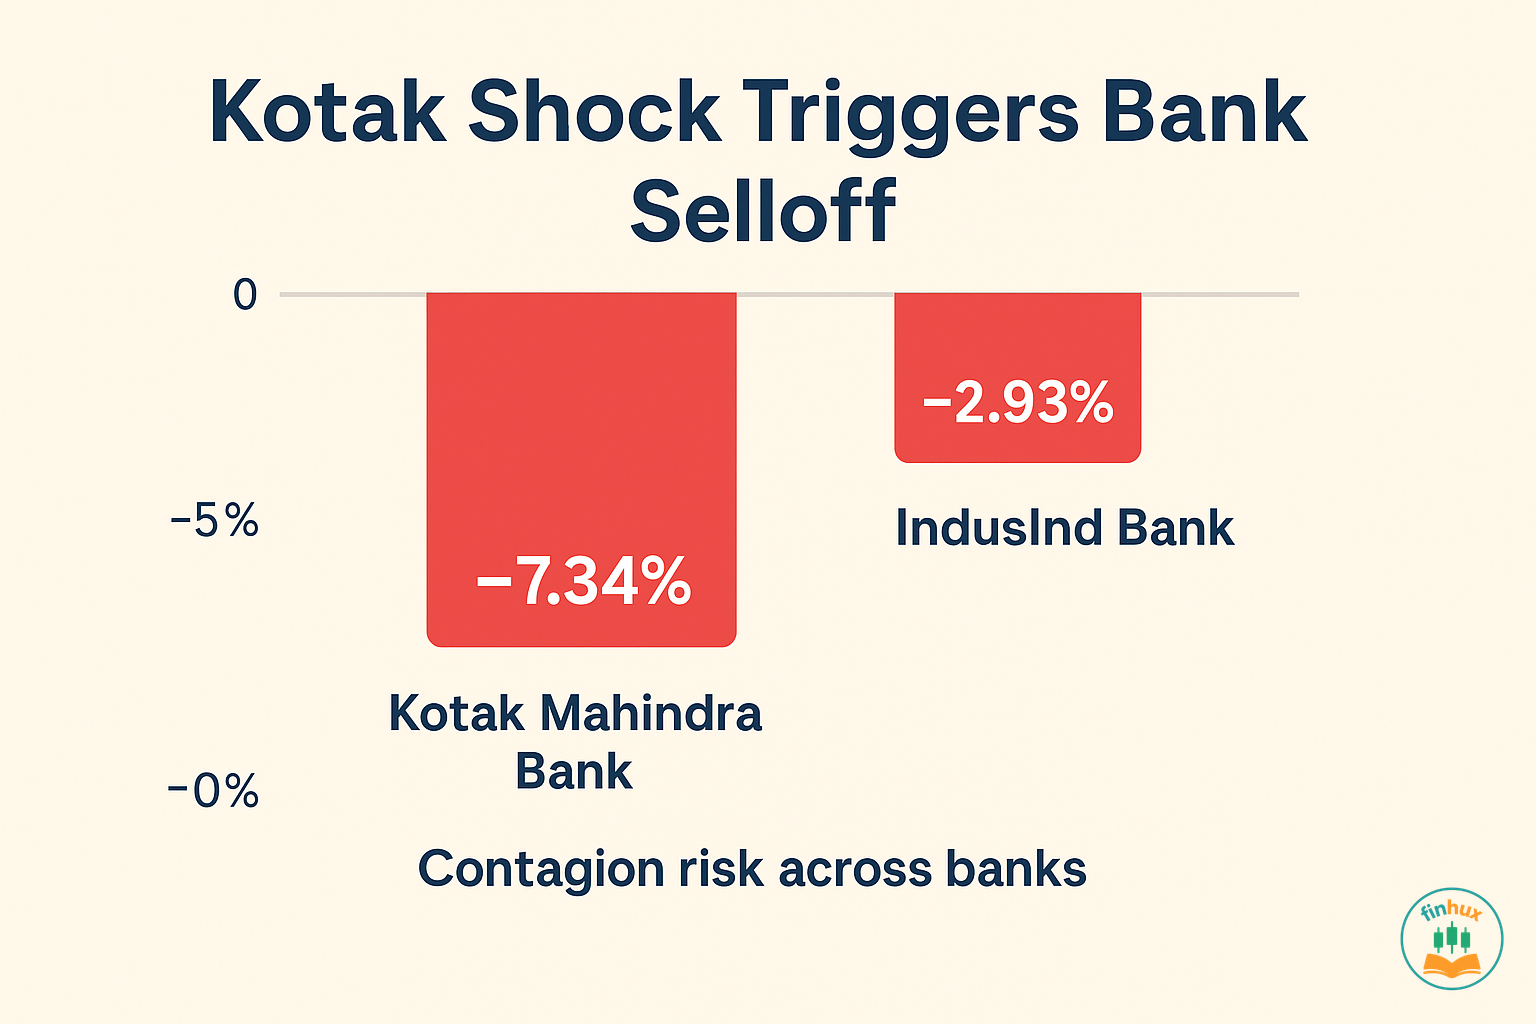 Kotak Shock Triggers Bank
Selloff
0
−5%
−0%
−7.34%
−2.93%
Kotak Mahindra
Bank
IndusInd Bank
Contagion risk across banks
finhux